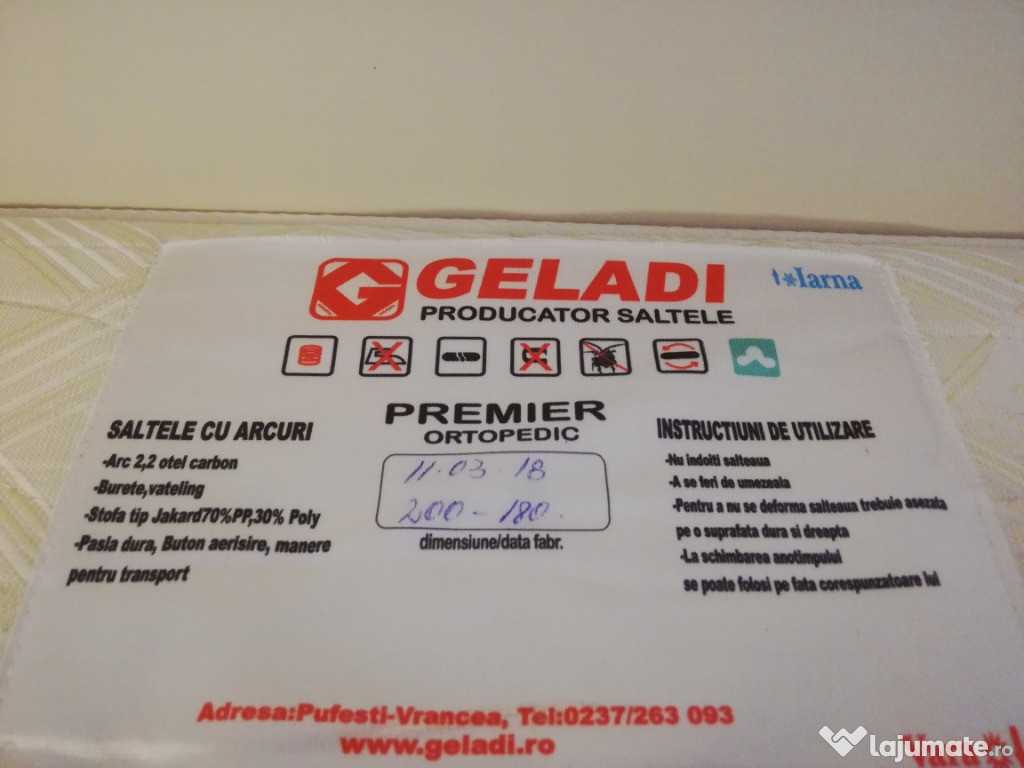 GELADI
PRODUCATOR SALTELE
Iarna
PREMIER
ORTOPEDIC
SALTELE CU ARCURI
-Arc 2,2 otel carbon
-Burete,vateling
-Stofa tip Jakard70%PP,30% Poly
-Pasla dura, Buton aerisire, manere
pentru transport
11.03.18
200-180.
dimensiune/data fabr.
INSTRUCTIUNI DE UTILIZARE
-Nu indoiti salteaua
-A se feri de umezeala
-Pentru a nu se deforma salteaua trebuie asezata
pe o suprafata dura si dreapta
-La schimbarea anotimpului
se poate folosi pe fata corespunzatoare lui
Adresa:Pufesti-Vrancea, Tel:0237/263 093
www.geladi.ro
Vara
lajumate.ro